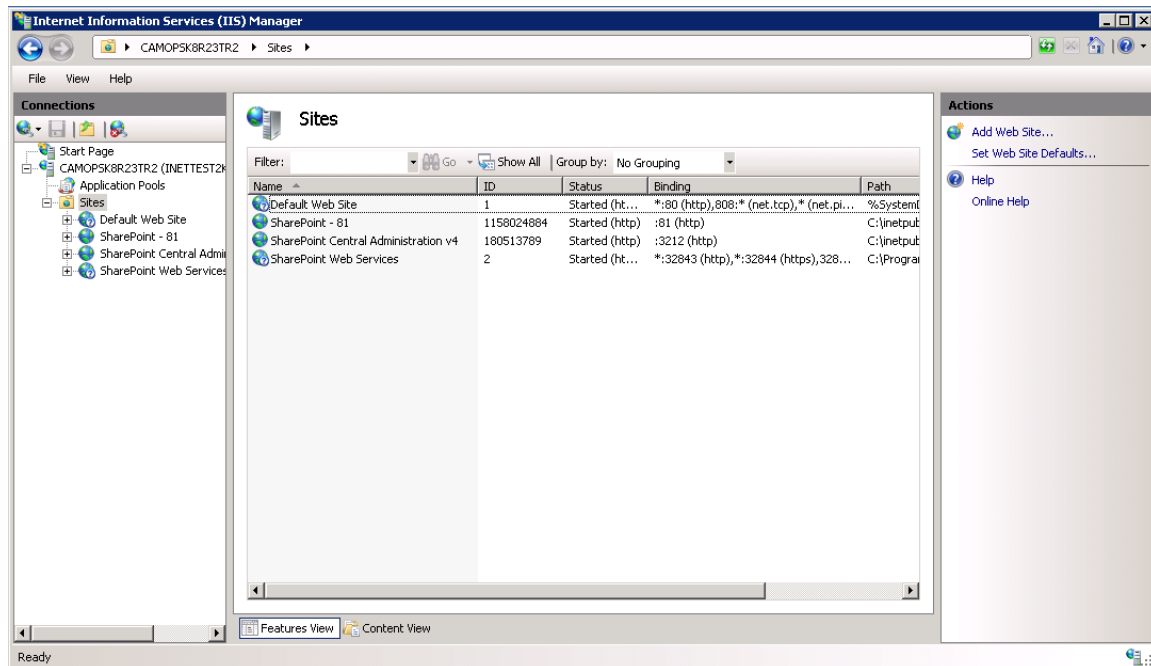 Internet Information Services (IIS) Manager
CAMOPSK8R23TR2 Sites
File View Help
Connections
Start Page
CAMOPSK8R23TR2 (INETTEST2K
Application Pools
Sites
Default Web Site
SharePoint - 81
SharePoint Central Admi
SharePoint Web Services
Sites
Filter: Go Show All Group by: No Grouping
Name ID Status Binding Path
Default Web Site 1 Started (ht... *:80 (http),808:* (net.tcp),* (net.pi... %SystemD
SharePoint - 81 1158024884 Started (http) :81 (http) C:\inetpub
SharePoint Central Administration v4 180513789 Started (http) :3212 (http) C:\inetpub
SharePoint Web Services 2 Started (ht... *:32843 (http),*:32844 (https),328... C:\Progra
Features View Content View
Actions
Add Web Site...
Set Web Site Defaults...
Help
Online Help
Ready